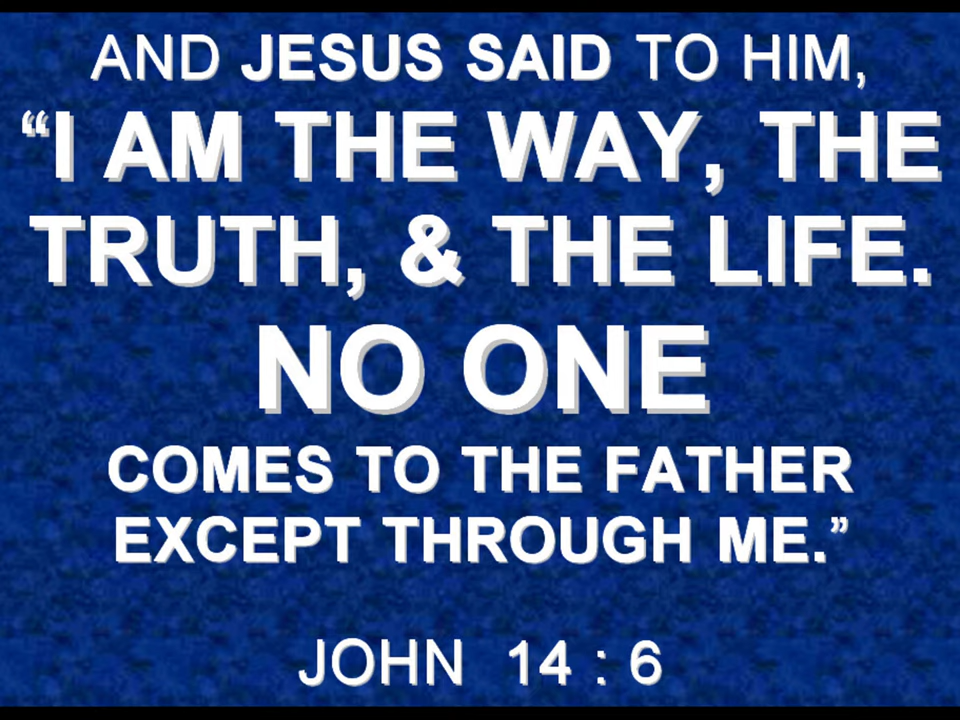 AND JESUS SAID TO HIM,
“I AM THE WAY, THE
TRUTH, & THE LIFE.
NO ONE
COMES TO THE FATHER
EXCEPT THROUGH ME.”
JOHN 14 : 6